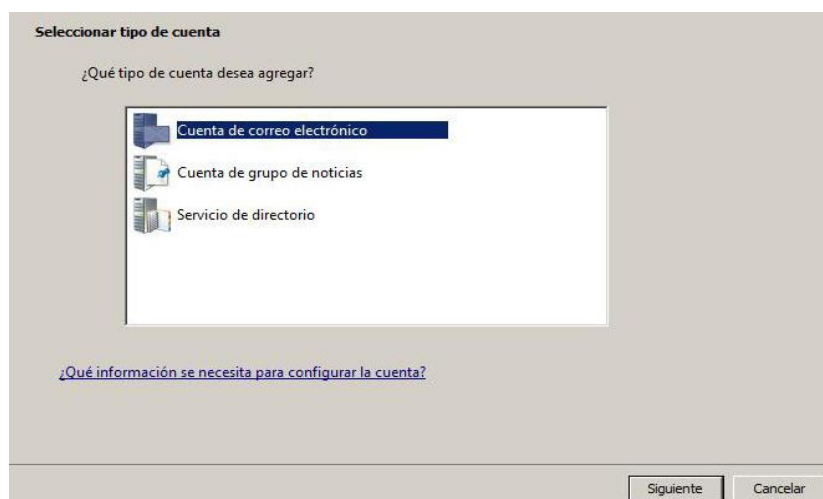 Seleccionar tipo de cuenta
¿Qué tipo de cuenta desea agregar?
Cuenta de correo electrónico
Cuenta de grupo de noticias
Servicio de directorio
¿Qué información se necesita para configurar la cuenta?
Siguiente Cancelar